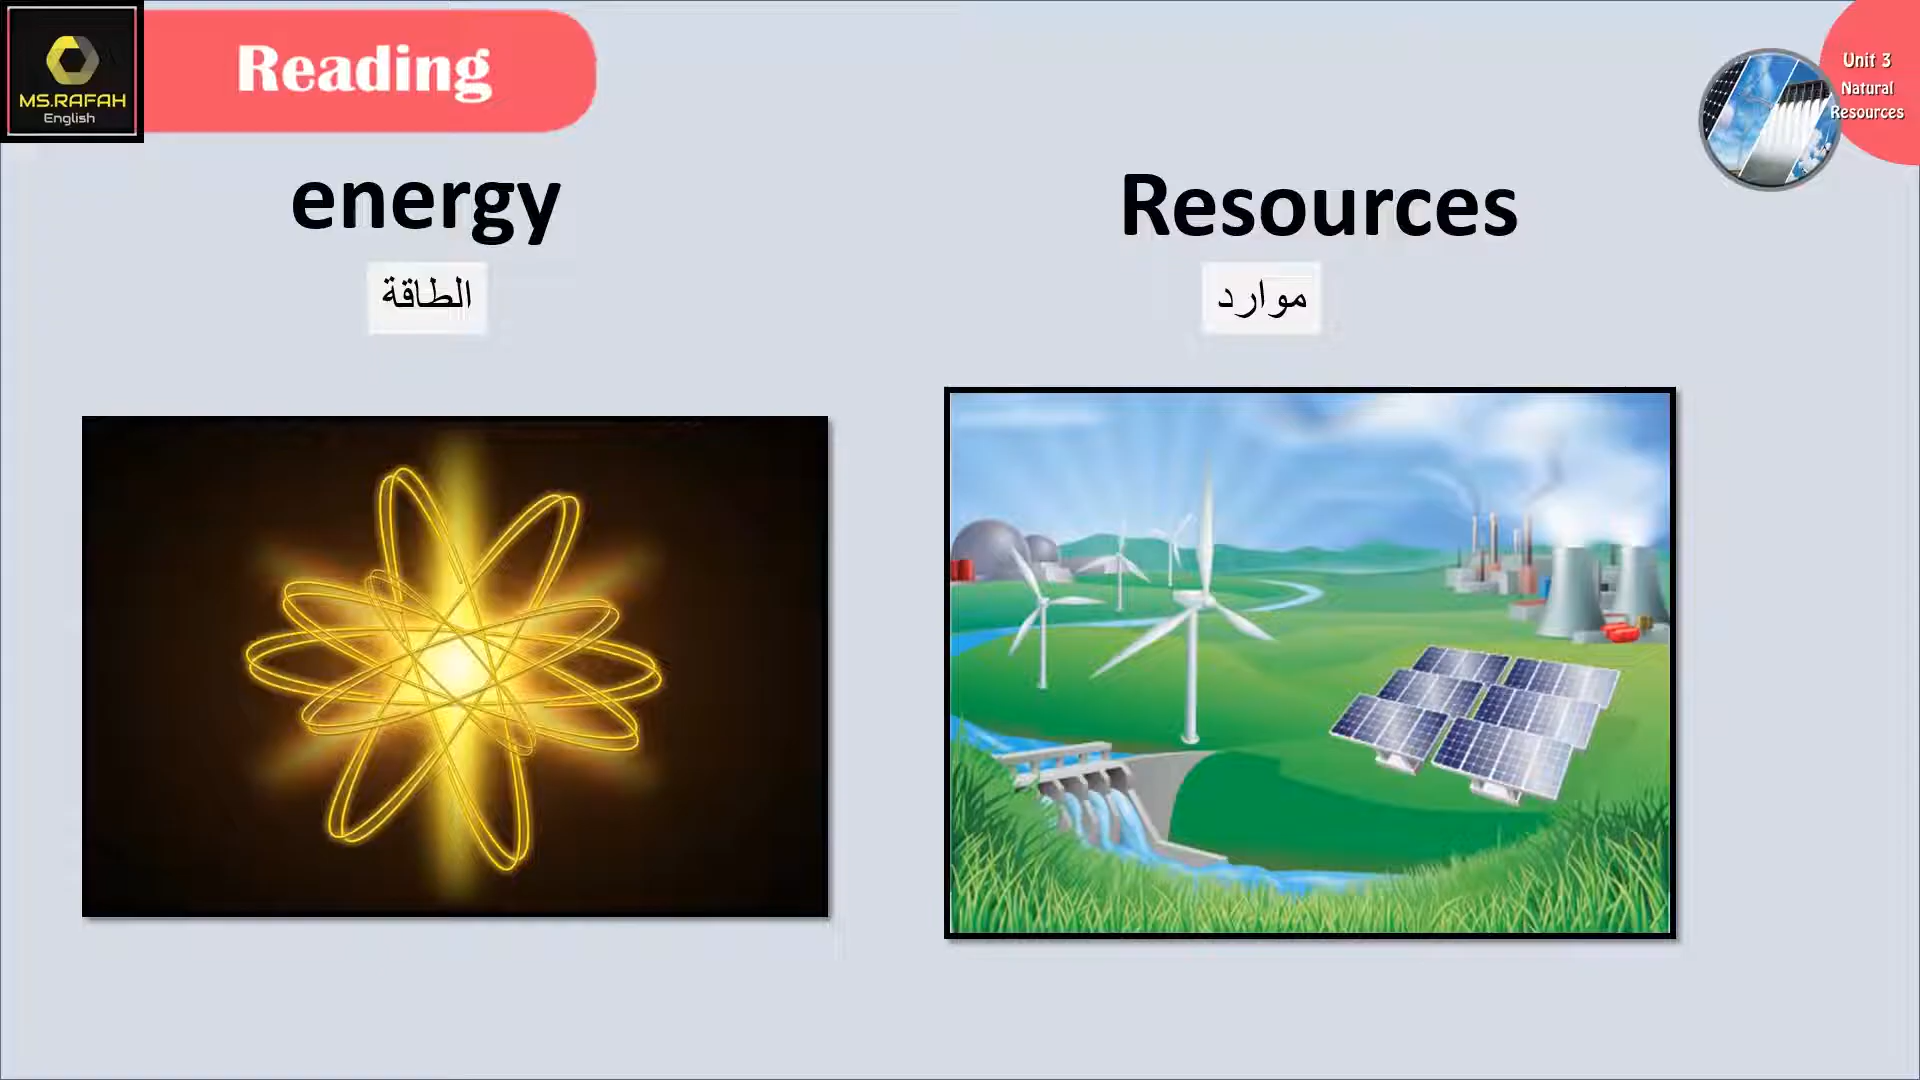 MS.RAFAH
English
Reading
Unit 3
Natural
Resources
energy
الطاقة
Resources
موارد